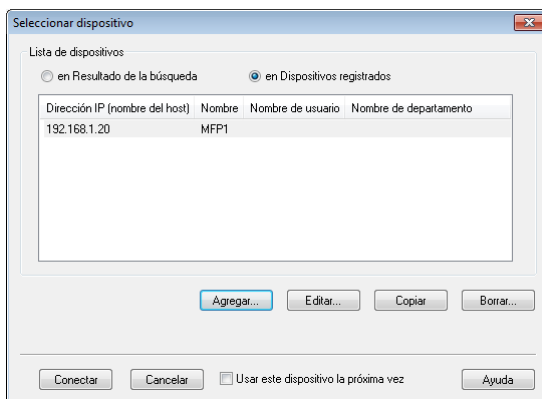 Seleccionar dispositivo
Lista de dispositivos
en Resultado de la búsqueda en Dispositivos registrados
Dirección IP (nombre del host) Nombre Nombre de usuario Nombre de departamento
192.168.1.20 MFP1
Agregar... Editar... Copiar Borrar...
Conectar Cancelar Usar este dispositivo la próxima vez Ayuda